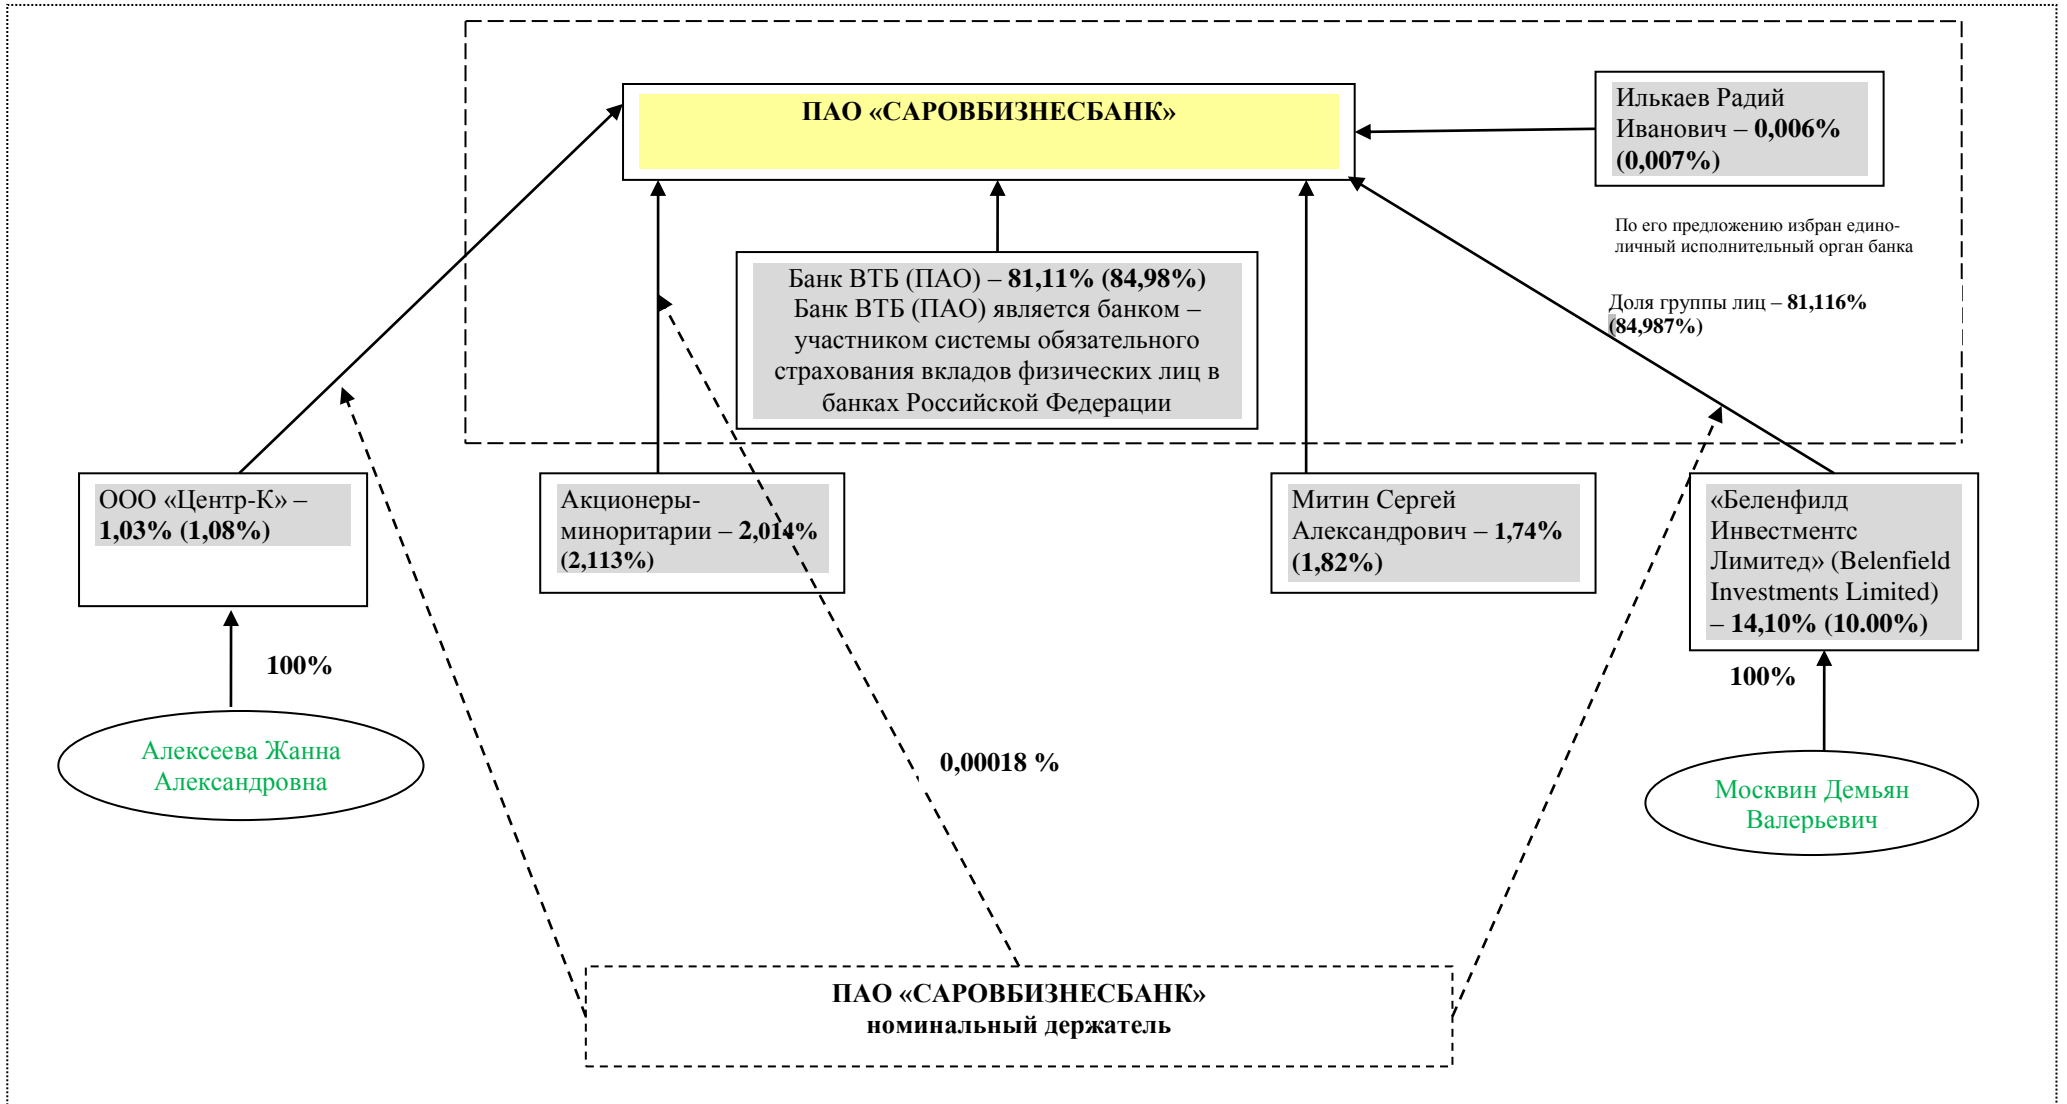 ПАО «САРОВБИЗНЕСБАНК»
Илькаев Радий
Иванович – 0,006%
(0,007%)
По его предложению избран едино-
личный исполнительный орган банка
Доля группы лиц – 81,116%
(84,987%)
Банк ВТБ (ПАО) – 81,11% (84,98%)
Банк ВТБ (ПАО) является банком –
участником системы обязательного
страхования вкладов физических лиц в
банках Российской Федерации
ООО «Центр-К» –
1,03% (1,08%)
Акционеры-
миноритарии – 2,014%
(2,113%)
Митин Сергей
Александрович – 1,74%
(1,82%)
«Беленфилд
Инвестментс
Лимитед» (Belenfield
Investments Limited)
– 14,10% (10.00%)
100%
100%
Алексеева Жанна
Александровна
0,00018 %
Москвин Демьян
Валерьевич
ПАО «САРОВБИЗНЕСБАНК»
номинальный держатель